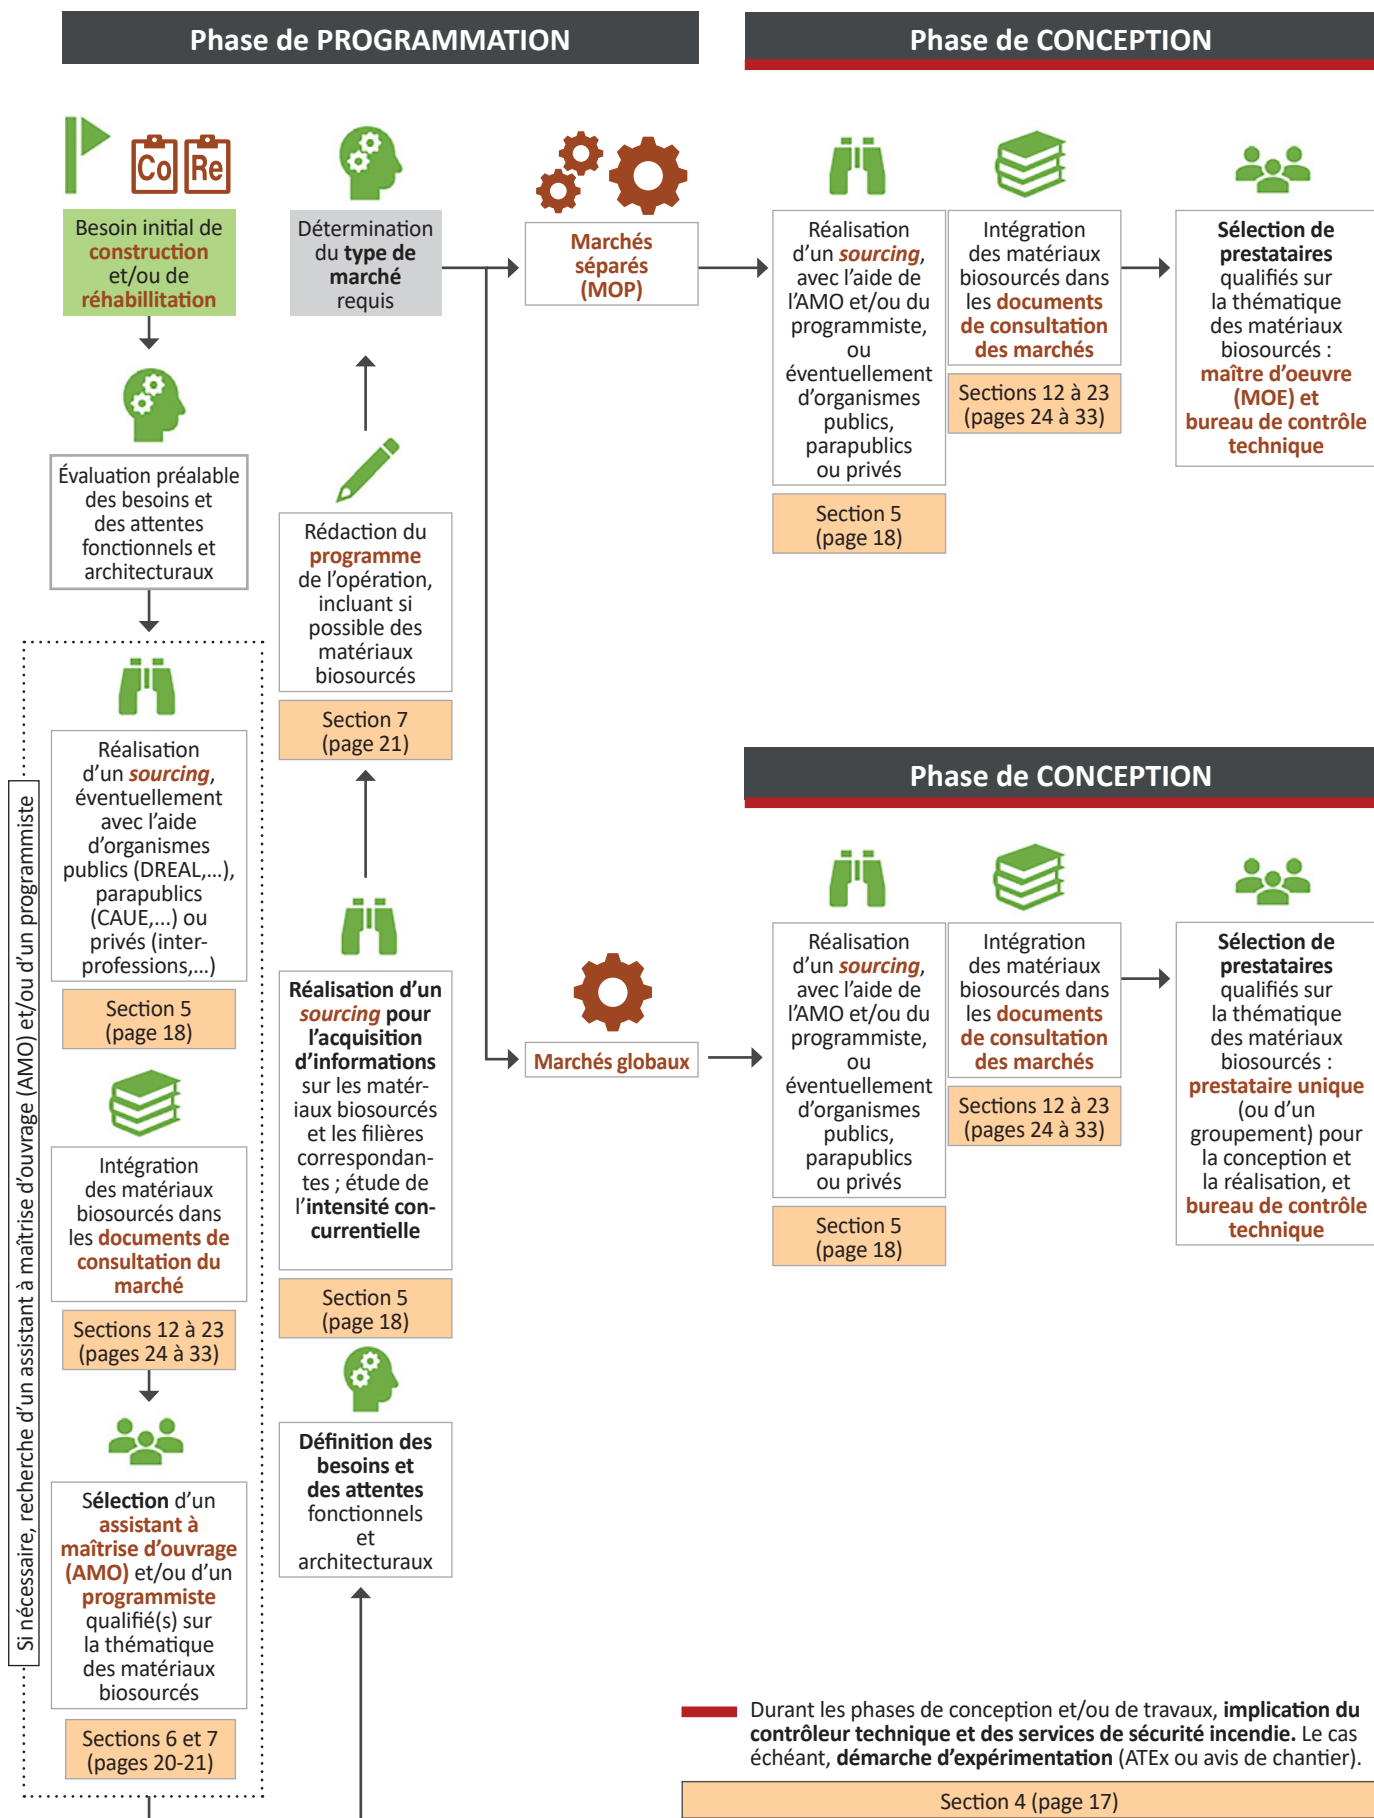 Phase de PROGRAMMATION
Co Re
Besoin initial de
construction
et/ou de
réhabillitation
Évaluation préalable
des besoins et
des attentes
fonctionnels et
architecturaux
Si nécessaire, recherche d'un assistant à maîtrise d'ouvrage (AMO) et/ou d'un programmiste
Réalisation
d'un sourcing,
éventuellement
avec l'aide
d'organismes
publics (DREAL,...),
parapublics
(CAUE,...) ou
privés (inter-
professions,...)
Section 5
(page 18)
Intégration
des matériaux
biosourcés dans
les documents de
consultation du
marché
Sections 12 à 23
(pages 24 à 33)
Sélection d'un
assistant à
maîtrise d'ouvrage
(AMO) et/ou d'un
programmiste
qualifié(s) sur
la thématique
des matériaux
biosourcés
Sections 6 et 7
(pages 20-21)
Définition des
besoins et
des attentes
fonctionnels
et
architecturaux
Réalisation d'un
sourcing pour
l'acquisition
d'informations
sur les matér-
iaux biosourcés
et les filières
correspondan-
tes ; étude de
l'intensité con-
currentielle
Section 5
(page 18)
Rédaction du
programme
de l'opération,
incluant si
possible des
matériaux
biosourcés
Section 7
(page 21)
Détermination
du type de
marché
requis
Marchés
séparés
(MOP)
Phase de CONCEPTION
Réalisation
d'un sourcing,
avec l'aide de
l'AMO et/ou du
programmiste,
ou
éventuellement
d'organismes
publics,
parapublics
ou privés
Section 5
(page 18)
Intégration
des matériaux
biosourcés dans
les documents
de consultation
des marchés
Sections 12 à 23
(pages 24 à 33)
Sélection de
prestataires
qualifiés sur
la thématique
des matériaux
biosourcés :
maître d'oeuvre
(MOE) et
bureau de contrôle
technique
Marchés globaux
Phase de CONCEPTION
Réalisation
d'un sourcing,
avec l'aide de
l'AMO et/ou du
programmiste,
ou
éventuellement
d'organismes
publics,
parapublics
ou privés
Section 5
(page 18)
Intégration
des matériaux
biosourcés dans
les documents
de consultation
des marchés
Sections 12 à 23
(pages 24 à 33)
Sélection de
prestataires
qualifiés sur
la thématique
des matériaux
biosourcés :
prestataire unique
(ou d'un
groupement) pour
la conception et
la réalisation, et
bureau de contrôle
technique
Durant les phases de conception et/ou de travaux, implication du
contrôleur technique et des services de sécurité incendie. Le cas
échéant, démarche d'expérimentation (ATEx ou avis de chantier).
Section 4 (page 17)